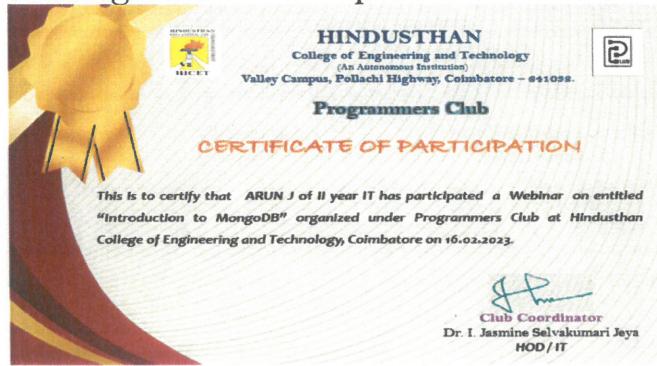 HINDUSTHAN
College of Engineering and Technology
(An Autonomous Institution)
Valley Campus, Pollachi Highway, Coimbatore – 641032.
HICET
Programmers Club
CERTIFICATE OF PARTICIPATION
This is to certify that ARUN J of II year IT has participated a Webinar on entitled
"Introduction to MongoDB" organized under Programmers Club at Hindusthan
College of Engineering and Technology, Coimbatore on 16.02.2023.
Club Coordinator
Dr. I. Jasmine Selvakumari Jeya
HOD / IT